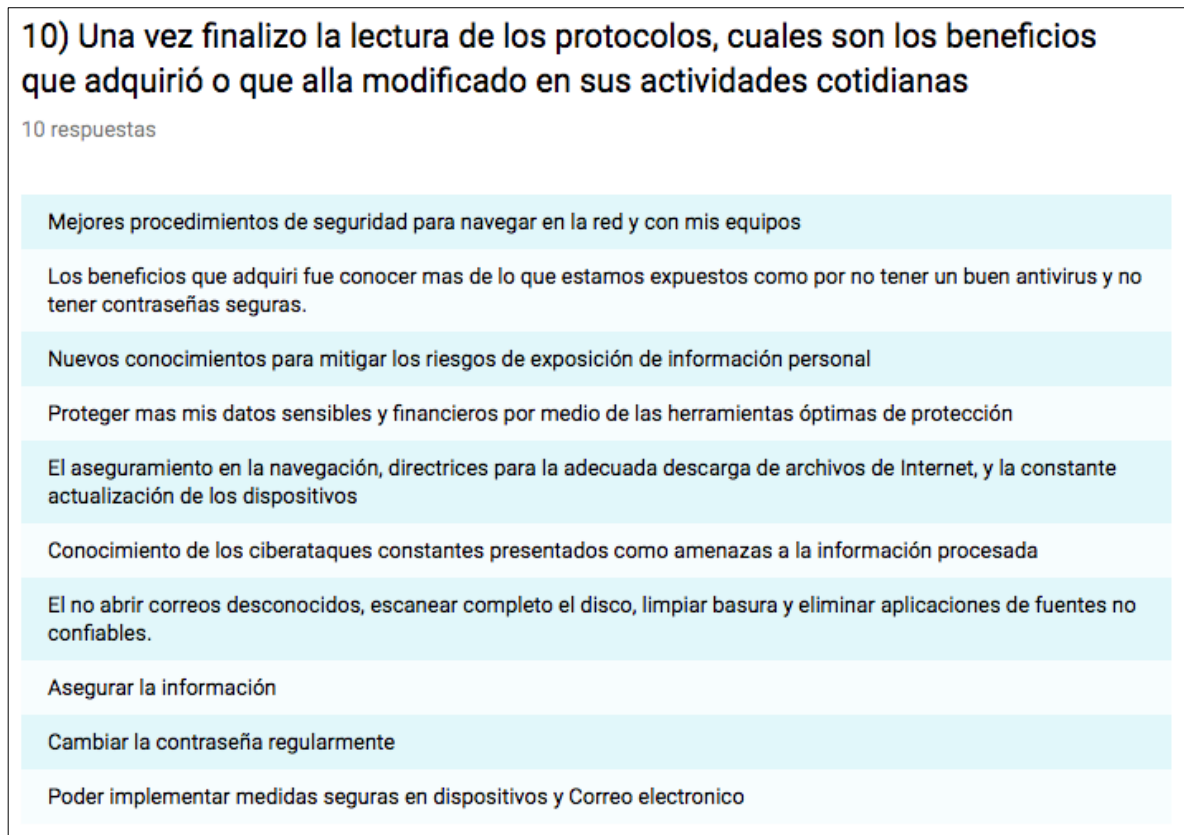 10) Una vez finalizo la lectura de los protocolos, cuales son los beneficios
que adquirió o que alla modificado en sus actividades cotidianas
10 respuestas
Mejores procedimientos de seguridad para navegar en la red y con mis equipos
Los beneficios que adquiri fue conocer mas de lo que estamos expuestos como por no tener un buen antivirus y no
tener contraseñas seguras.
Nuevos conocimientos para mitigar los riesgos de exposición de información personal
Proteger mas mis datos sensibles y financieros por medio de las herramientas óptimas de protección
El aseguramiento en la navegación, directrices para la adecuada descarga de archivos de Internet, y la constante
actualización de los dispositivos
Conocimiento de los ciberataques constantes presentados como amenazas a la información procesada
El no abrir correos desconocidos, escanear completo el disco, limpiar basura y eliminar aplicaciones de fuentes no
confiables.
Asegurar la información
Cambiar la contraseña regularmente
Poder implementar medidas seguras en dispositivos y Correo electronico